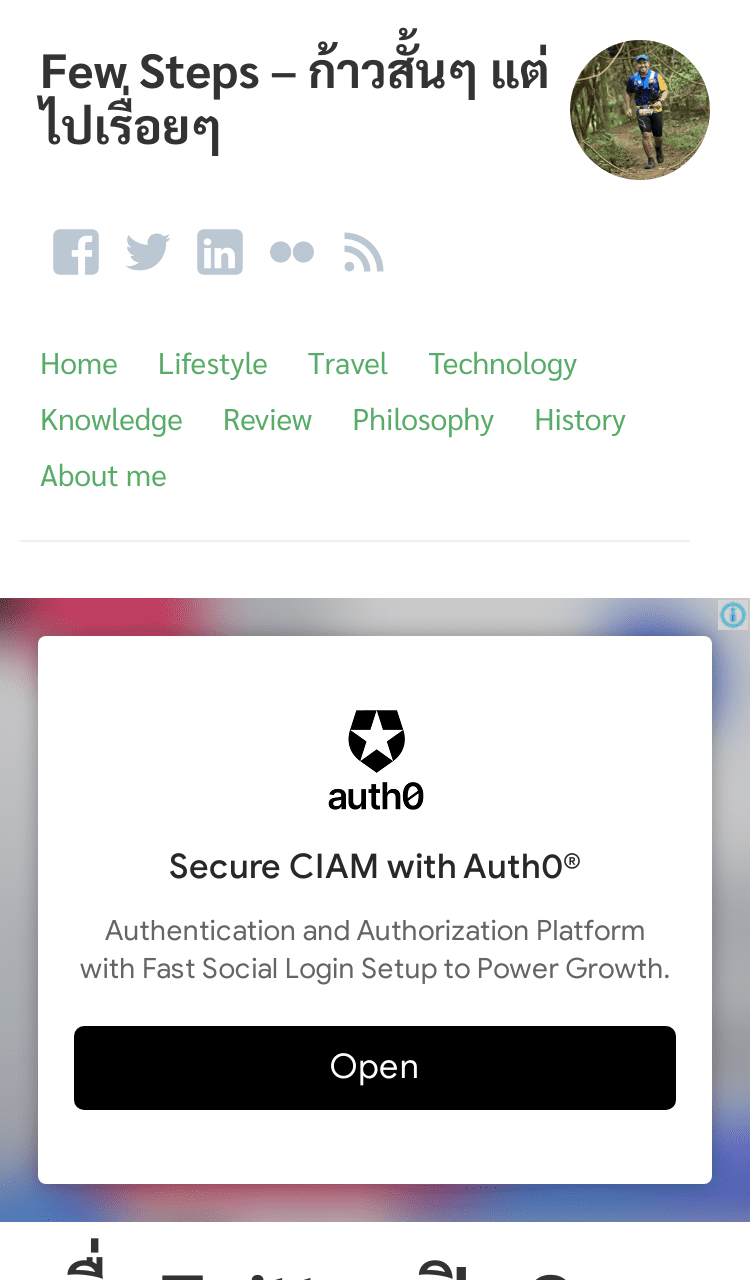 Few Steps – ก้าวสั้นๆ แต่
ไปเรื่อยๆ
Home Lifestyle Travel Technology
Knowledge Review Philosophy History
About me
auth0
Secure CIAM with Auth0®
Authentication and Authorization Platform
with Fast Social Login Setup to Power Growth.
Open